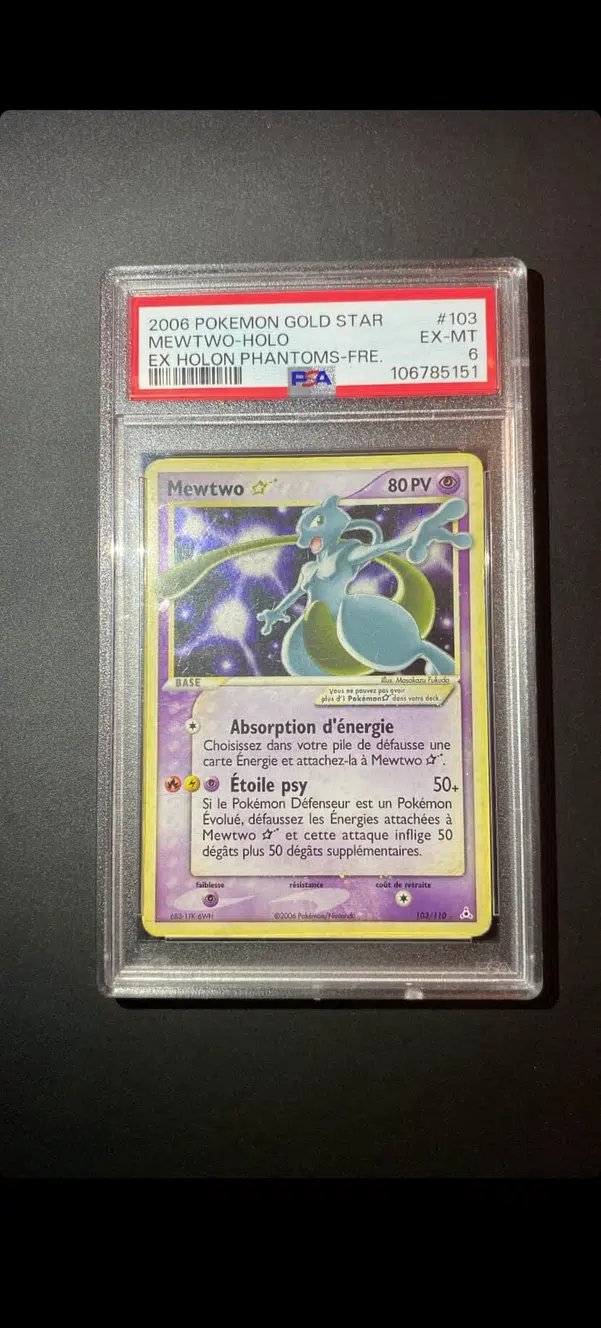 2006 POKEMON GOLD STAR #103
MEWTWO-HOLO EX-MT
EX HOLON PHANTOMS-FRE. 6
PSA 106785151
Mewtwo ☆ 80 PV
BASE
Illus. Masakazu Fukuda
Vous ne pouvez pas avoir
plus d'1 Pokémon☆ dans votre deck.
Absorption d'énergie
Choisissez dans votre pile de défausse une
carte Énergie et attachez-la à Mewtwo ☆.
Étoile psy 50+
Si le Pokémon Défenseur est un Pokémon
Évolué, défaussez les Énergies attachées à
Mewtwo ☆ et cette attaque inflige 50
dégâts plus 50 dégâts supplémentaires.
faiblesse résistance coût de retraite
©2006 Pokémon/Nintendo 103/110